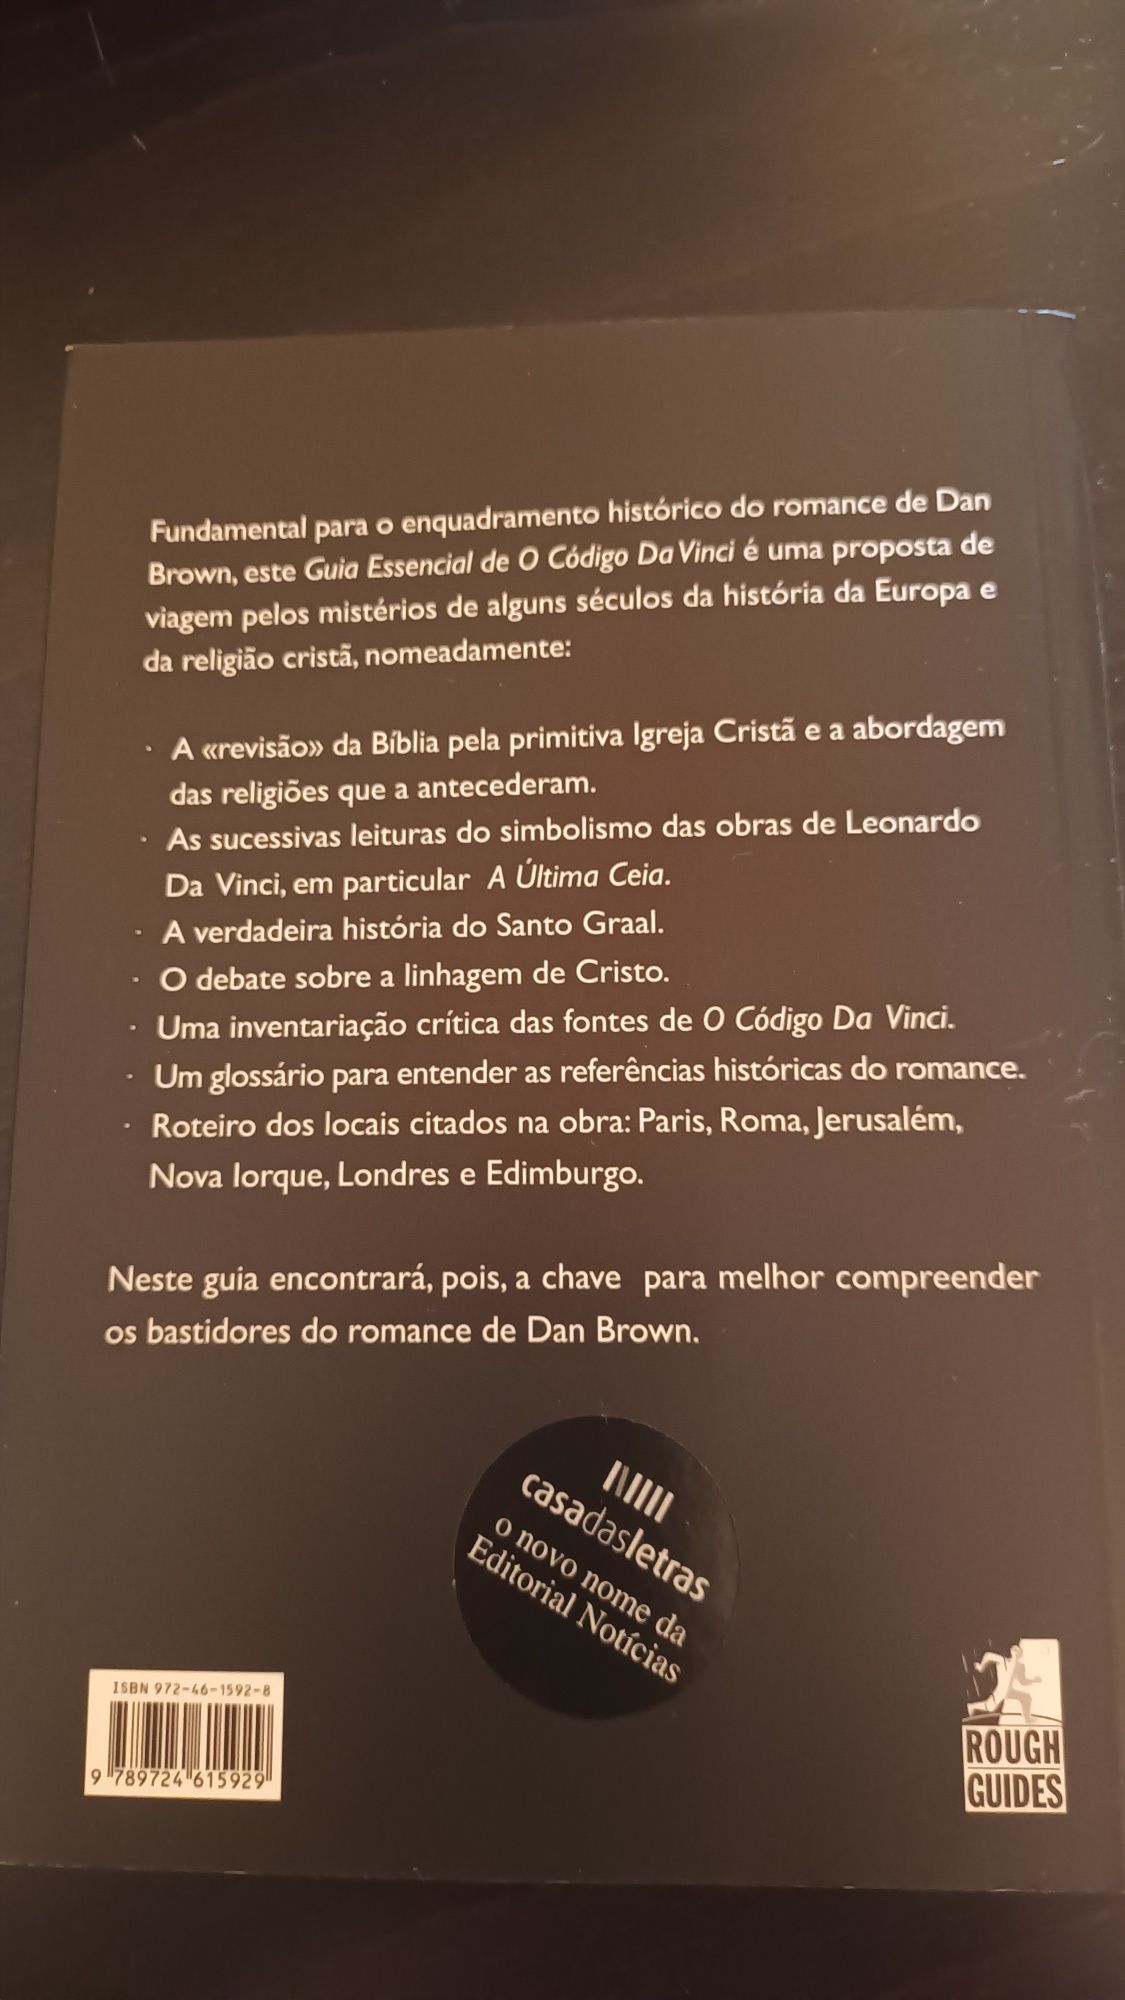 Fundamental para o enquadramento histórico do romance de Dan
Brown, este Guia Essencial de O Código Da Vinci é uma proposta de
viagem pelos mistérios de alguns séculos da história da Europa e
da religião cristã, nomeadamente:
· A «revisão» da Bíblia pela primitiva Igreja Cristã e a abordagem
das religiões que a antecederam.
· As sucessivas leituras do simbolismo das obras de Leonardo
Da Vinci, em particular A Última Ceia.
· A verdadeira história do Santo Graal.
· O debate sobre a linhagem de Cristo.
· Uma inventariação crítica das fontes de O Código Da Vinci.
· Um glossário para entender as referências históricas do romance.
· Roteiro dos locais citados na obra: Paris, Roma, Jerusalém,
Nova Iorque, Londres e Edimburgo.
Neste guia encontrará, pois, a chave para melhor compreender
os bastidores do romance de Dan Brown.
casadasletras
o novo nome da
Editorial Notícias
ISBN 972-46-1592-8
9 789724 615929
ROUGH
GUIDES